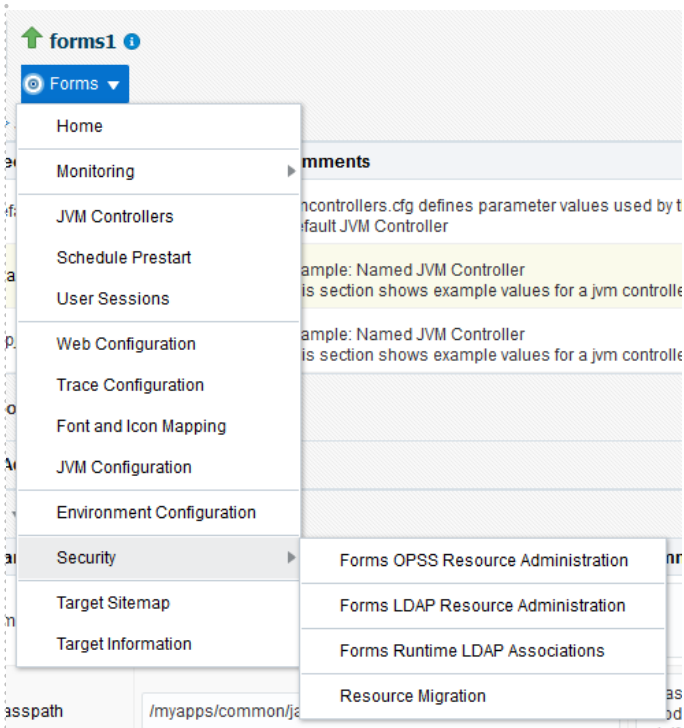 forms1
Forms
Home
Monitoring
mments
JVM Controllers
ncontrollers.cfg defines parameter values used by t
fault JVM Controller
Schedule Prestart
ample: Named JVM Controller
User Sessions
is section shows example values for a jvm controlle
Web Configuration
ample: Named JVM Controller
is section shows example values for a jvm controlle
Trace Configuration
Font and Icon Mapping
JVM Configuration
Environment Configuration
Security
Forms OPSS Resource Administration
Target Sitemap
Forms LDAP Resource Administration
Target Information
Forms Runtime LDAP Associations
Resource Migration
asspath
/myapps/common/ja